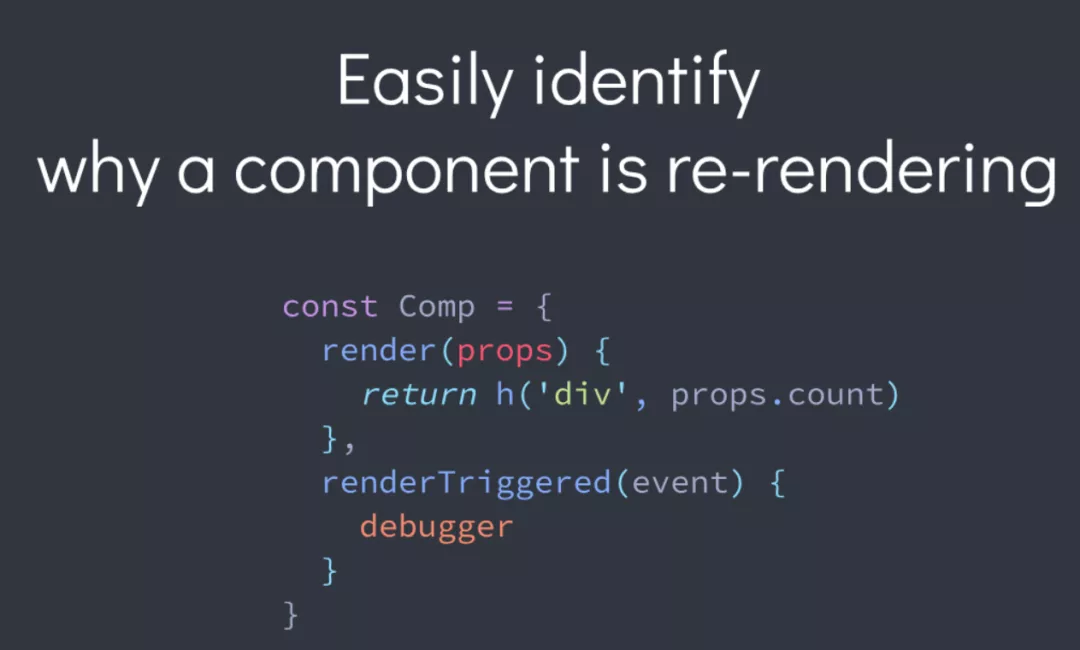 Easily identify
why a component is re-rendering
const Comp = {
  render(props) {
    return h('div', props.count)
  },
  renderTriggered(event) {
    debugger
  }
}